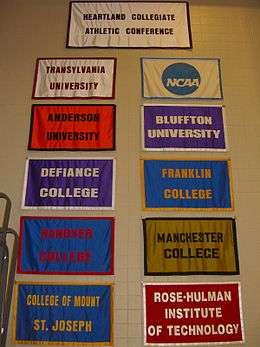 HEARTLAND COLLEGIATE
ATHLETIC CONFERENCE
TRANSYLVANIA
UNIVERSITY
NCAA
ANDERSON
UNIVERSITY
BLUFFTON
UNIVERSITY
DEFIANCE
COLLEGE
FRANKLIN
COLLEGE
HANOVER
COLLEGE
MANCHESTER
COLLEGE
COLLEGE OF MOUNT
ST. JOSEPH
ROSE-HULMAN
INSTITUTE
OF TECHNOLOGY